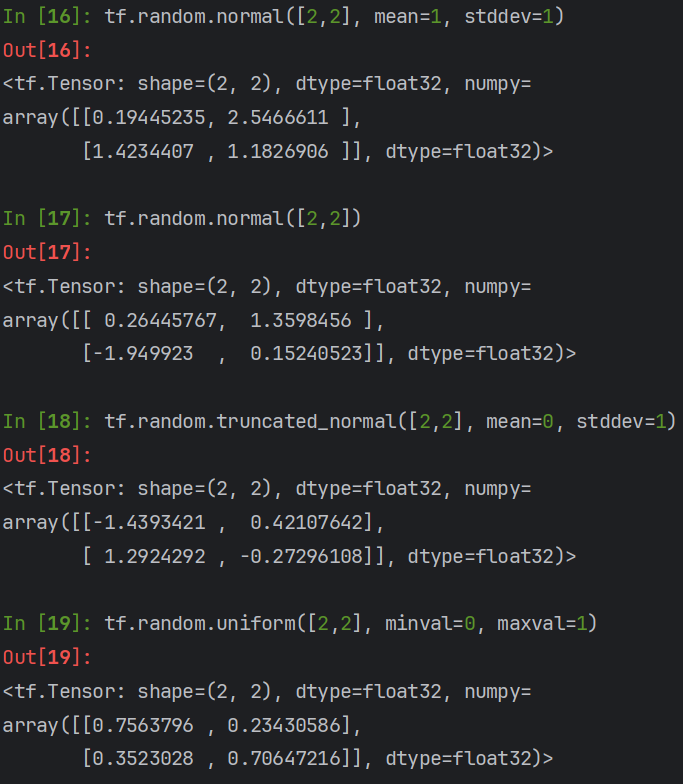 In [16]: tf.random.normal([2,2], mean=1, stddev=1)
Out[16]:
<tf.Tensor: shape=(2, 2), dtype=float32, numpy=
array([[0.19445235, 2.5466611 ],
       [1.4234407 , 1.1826906 ]], dtype=float32)>

In [17]: tf.random.normal([2,2])
Out[17]:
<tf.Tensor: shape=(2, 2), dtype=float32, numpy=
array([[ 0.26445767,  1.3598456 ],
       [-1.949923  ,  0.15240523]], dtype=float32)>

In [18]: tf.random.truncated_normal([2,2], mean=0, stddev=1)
Out[18]:
<tf.Tensor: shape=(2, 2), dtype=float32, numpy=
array([[-1.4393421 ,  0.42107642],
       [ 1.2924292 , -0.27296108]], dtype=float32)>

In [19]: tf.random.uniform([2,2], minval=0, maxval=1)
Out[19]:
<tf.Tensor: shape=(2, 2), dtype=float32, numpy=
array([[0.7563796 , 0.23430586],
       [0.3523028 , 0.70647216]], dtype=float32)>